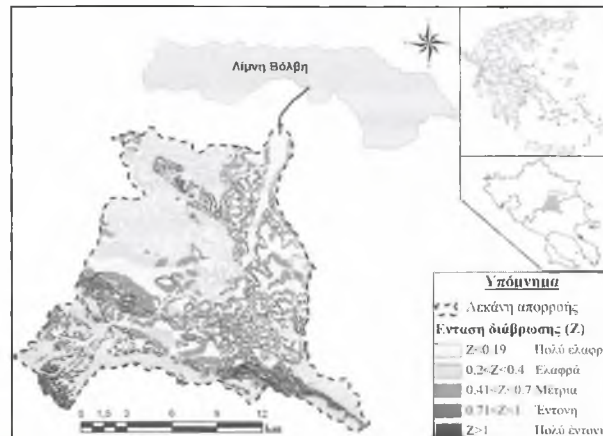 Λίμνη Βόλβη
Υπόμνημα
Λεκάνη απορροής
Ένταση διάβρωσης (Z)
Z<0.19 Πολύ ελαφρ
0.2<Z<0.4 Ελαφρά
0.41<Z<0.7 Μέτρια
0.71<Z<1 Έντονη
Z>1 Πολύ έντον
0 1,5 3 6 9 12
km